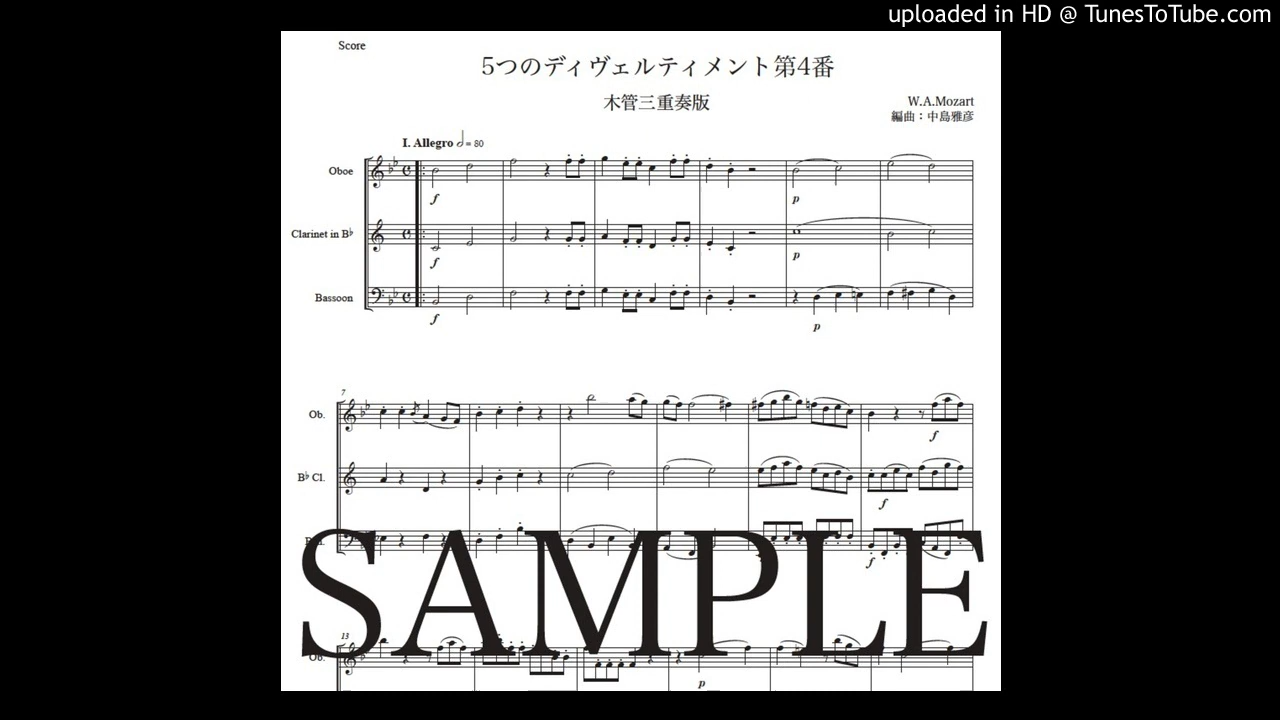 uploaded in HD @ TunesToTube.com
Score
5つのディヴェルティメント第4番
木管三重奏版
W.A.Mozart
編曲：中島雅彦
I. Allegro 𝅗𝅥 = 80
Oboe
f
p
Clarinet in B♭
f
p
Bassoon
f
p
7
Ob.
f
B♭ Cl.
f
f
SAMPLE
13
Ob.
p